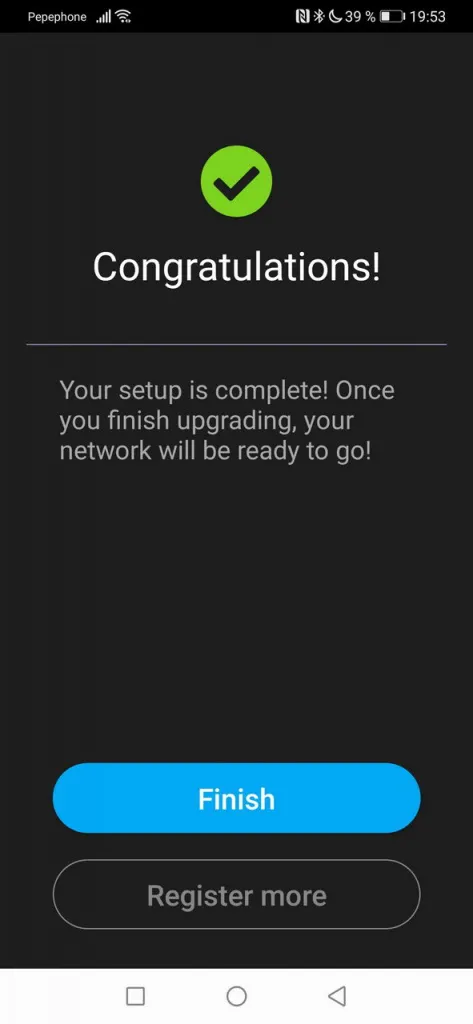 Pepephone 39 % 19:53
Congratulations!
Your setup is complete! Once
you finish upgrading, your
network will be ready to go!
Finish
Register more